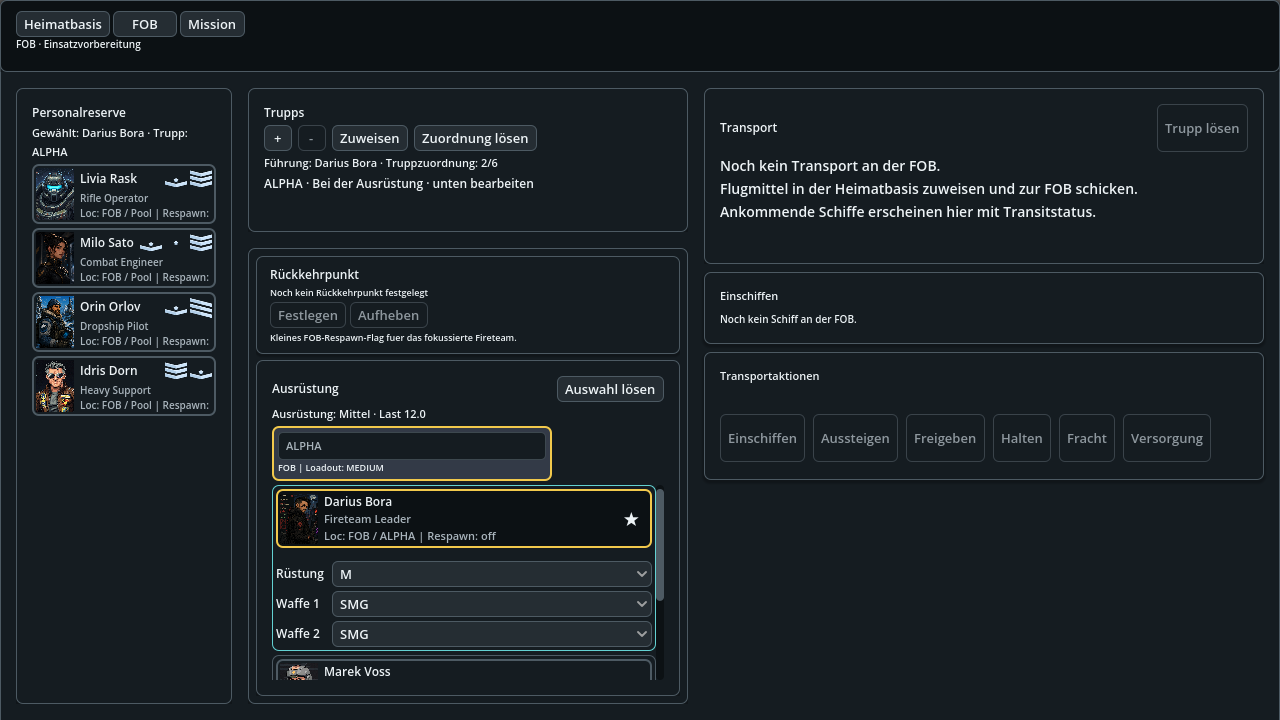 Heimatbasis FOB Mission
FOB · Einsatzvorbereitung
Personalreserve
Gewählt: Darius Bora · Trupp:
ALPHA
Livia Rask
Rifle Operator
Loc: FOB / Pool | Respawn:
Milo Sato
Combat Engineer
Loc: FOB / Pool | Respawn:
Orin Orlov
Dropship Pilot
Loc: FOB / Pool | Respawn:
Idris Dorn
Heavy Support
Loc: FOB / Pool | Respawn:
Trupps
+ - Zuweisen Zuordnung lösen
Führung: Darius Bora · Truppzuordnung: 2/6
ALPHA · Bei der Ausrüstung · unten bearbeiten
Rückkehrpunkt
Noch kein Rückkehrpunkt festgelegt
Festlegen Aufheben
Kleines FOB-Respawn-Flag fuer das fokussierte Fireteam.
Ausrüstung Auswahl lösen
Ausrüstung: Mittel · Last 12.0
ALPHA
FOB | Loadout: MEDIUM
Darius Bora
Fireteam Leader
Loc: FOB / ALPHA | Respawn: off
Rüstung M
Waffe 1 SMG
Waffe 2 SMG
Marek Voss
Transport Trupp lösen
Noch kein Transport an der FOB.
Flugmittel in der Heimatbasis zuweisen und zur FOB schicken.
Ankommende Schiffe erscheinen hier mit Transitstatus.
Einschiffen
Noch kein Schiff an der FOB.
Transportaktionen
Einschiffen Aussteigen Freigeben Halten Fracht Versorgung